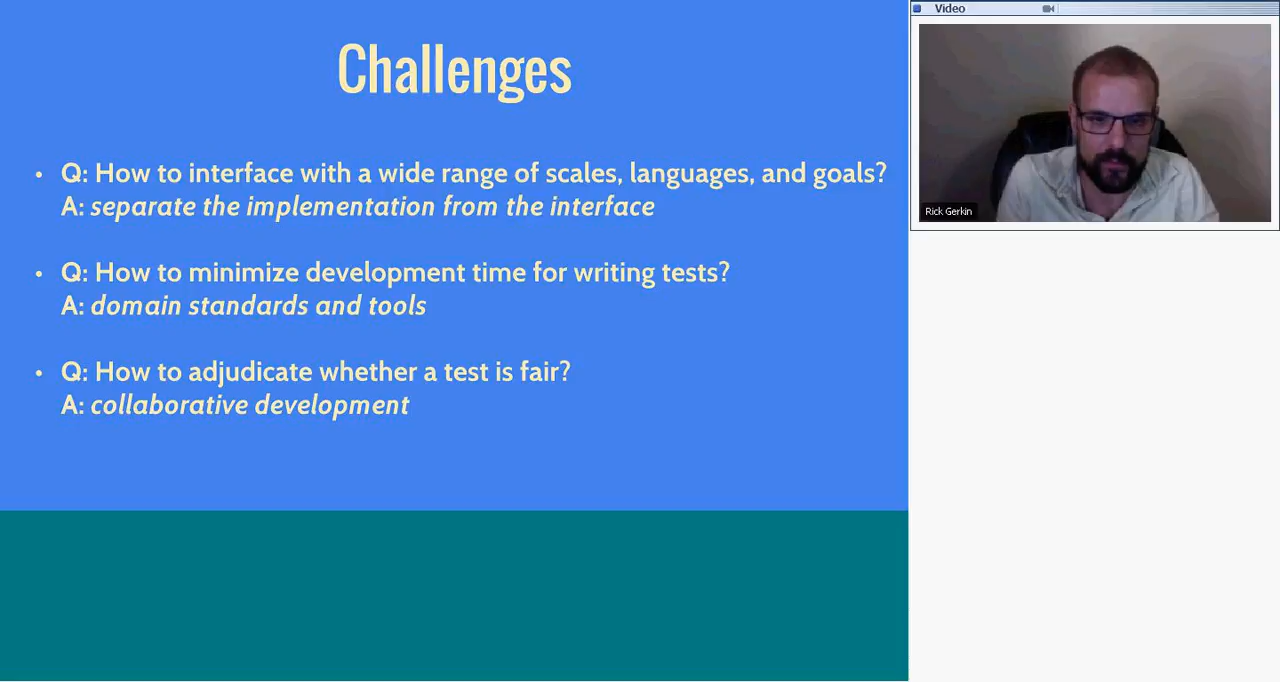 Challenges
• Q: How to interface with a wide range of scales, languages, and goals?
A: separate the implementation from the interface
• Q: How to minimize development time for writing tests?
A: domain standards and tools
• Q: How to adjudicate whether a test is fair?
A: collaborative development
Video
Rick Gerkin